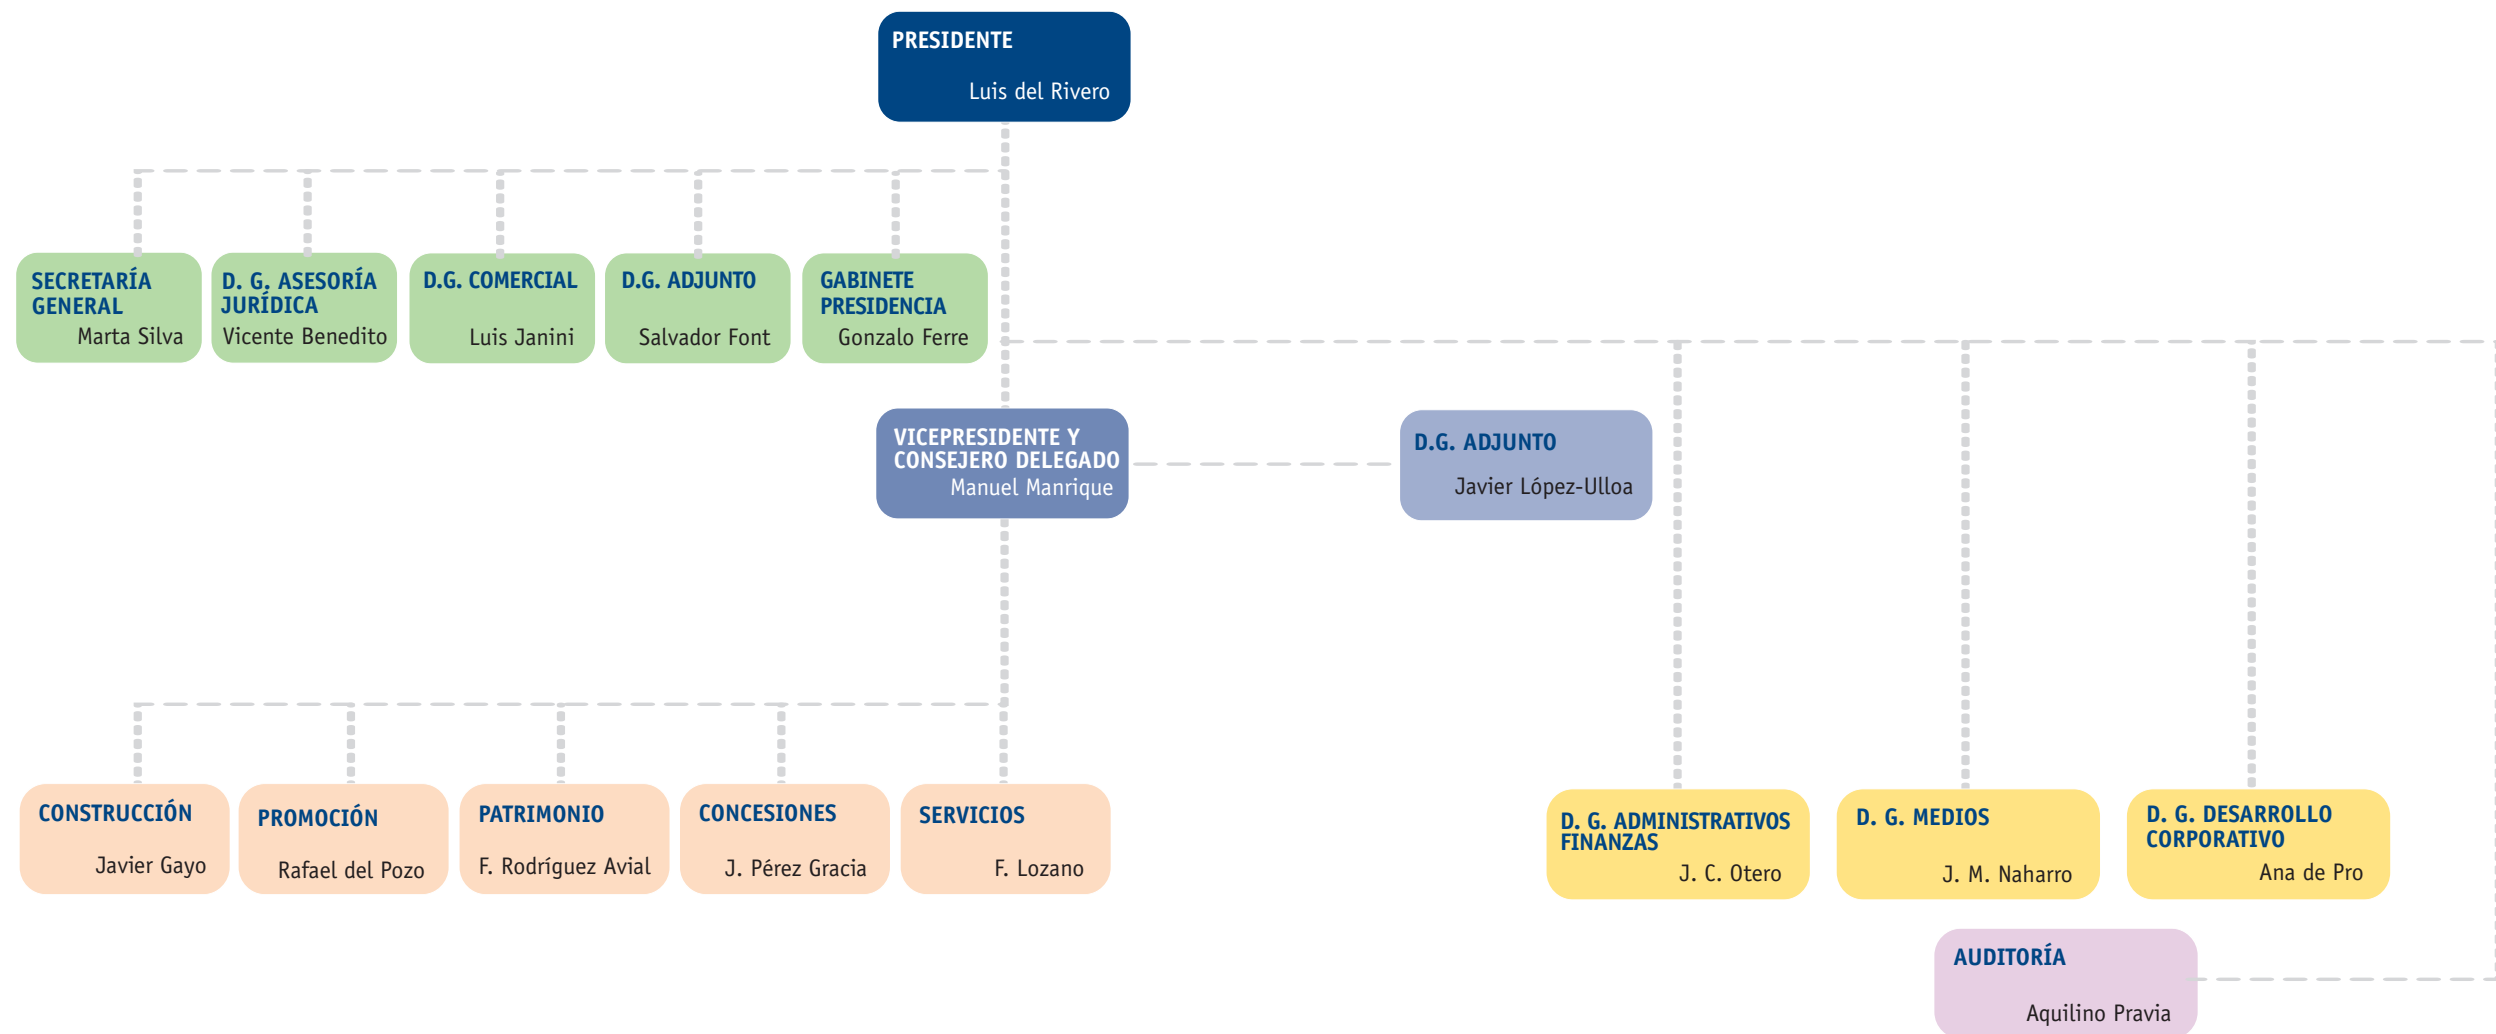 PRESIDENTE
Luis del Rivero
SECRETARÍA
GENERAL
Marta Silva
D. G. ASESORÍA
JURÍDICA
Vicente Benedito
D.G. COMERCIAL
Luis Janini
D.G. ADJUNTO
Salvador Font
GABINETE
PRESIDENCIA
Gonzalo Ferre
VICEPRESIDENTE Y
CONSEJERO DELEGADO
Manuel Manrique
D.G. ADJUNTO
Javier López-Ulloa
CONSTRUCCIÓN
Javier Gayo
PROMOCIÓN
Rafael del Pozo
PATRIMONIO
F. Rodríguez Avial
CONCESIONES
J. Pérez Gracia
SERVICIOS
F. Lozano
D. G. ADMINISTRATIVOS
FINANZAS
J. C. Otero
D. G. MEDIOS
J. M. Naharro
D. G. DESARROLLO
CORPORATIVO
Ana de Pro
AUDITORÍA
Aquilino Pravia